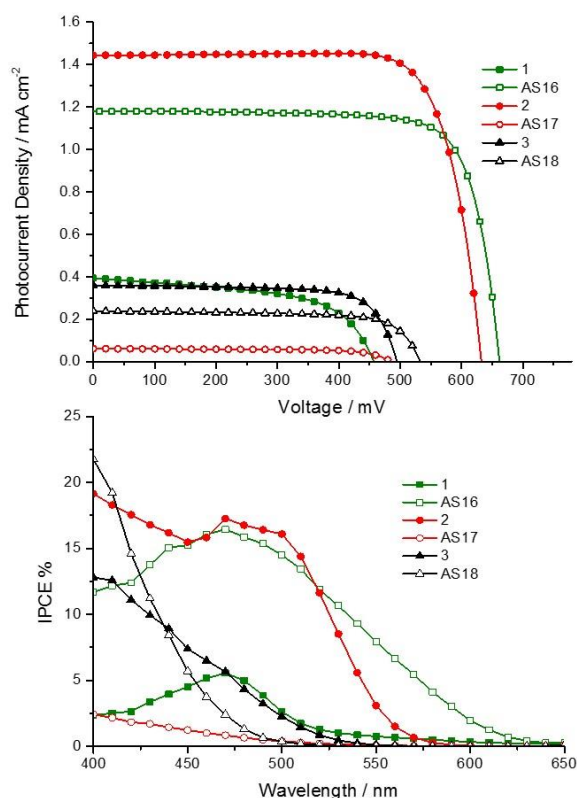 1.6
1.4
1.2
1.0
0.8
0.6
0.4
0.2
0.0
Photocurrent Density / mA cm⁻²
1
AS16
2
AS17
3
AS18
0 100 200 300 400 500 600 700
Voltage / mV
25
20
15
10
5
0
IPCE %
1
AS16
2
AS17
3
AS18
400 450 500 550 600 650
Wavelength / nm